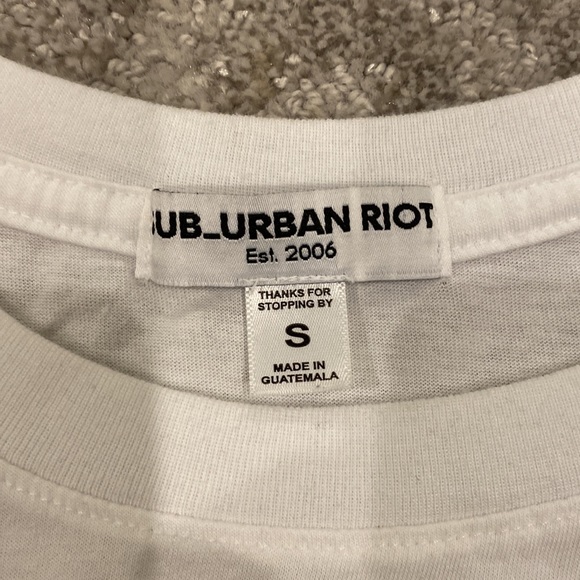 SUB_URBAN RIOT
Est. 2006
THANKS FOR
STOPPING BY
S
MADE IN
GUATEMALA